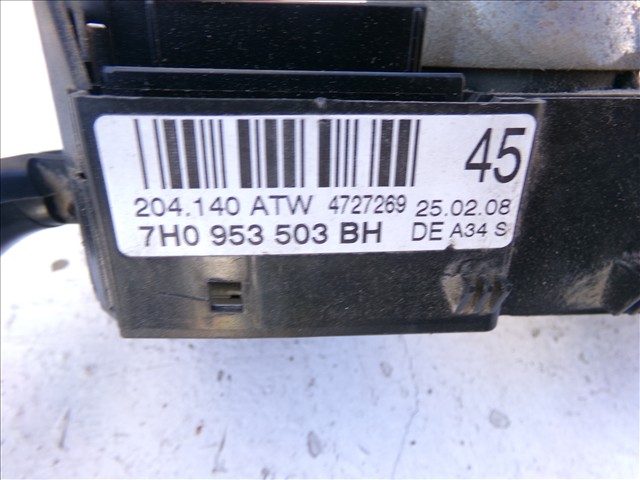 45
204.140 ATW 4727269 25.02.08
7H0 953 503 BH DE A34 S